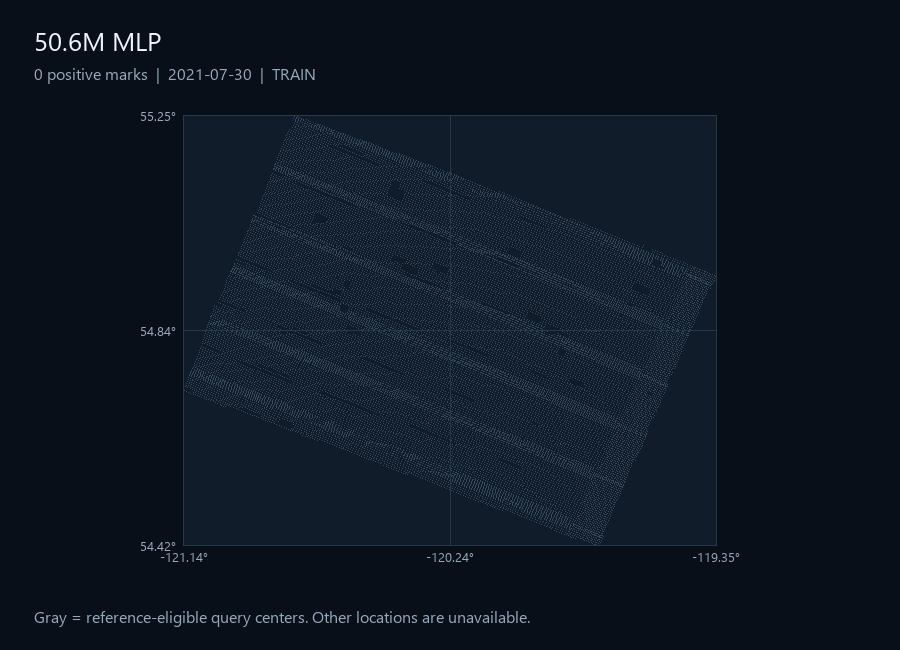 50.6M MLP
0 positive marks | 2021-07-30 | TRAIN
55.25°
54.84°
54.42°
-121.14°
-120.24°
-119.35°
Gray = reference-eligible query centers. Other locations are unavailable.